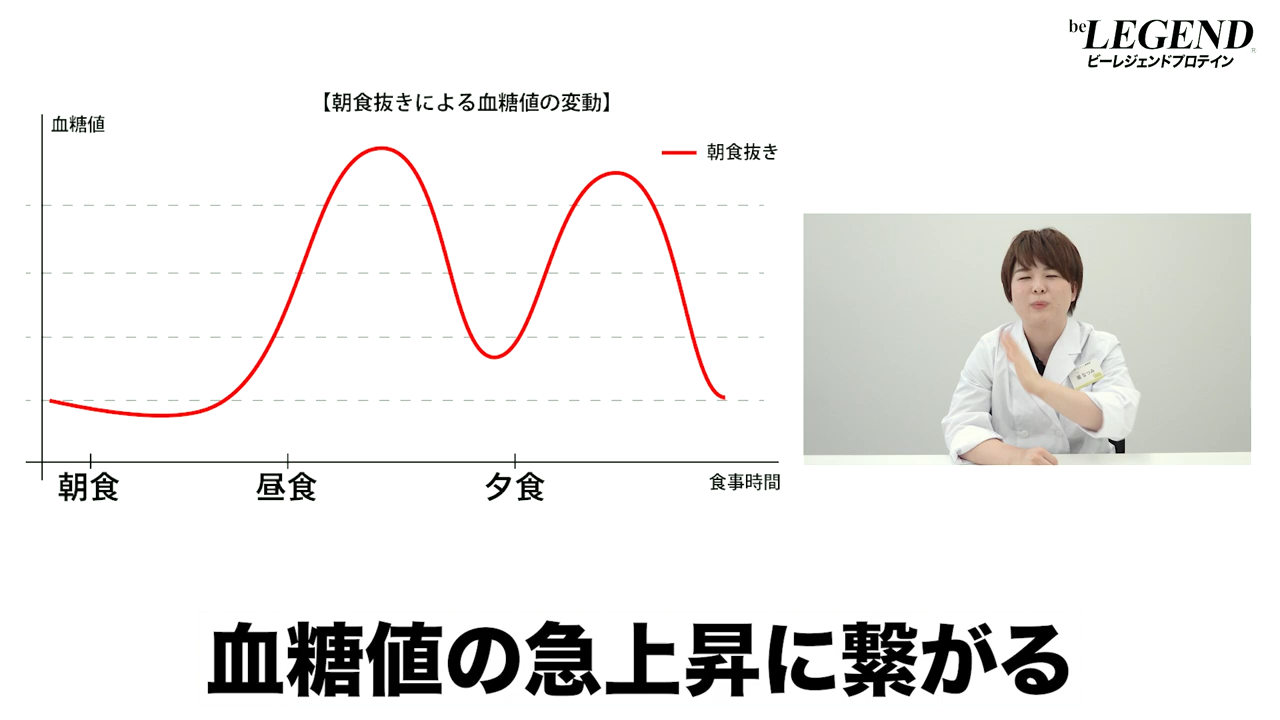 be LEGEND
ビーレジェンドプロテイン
【朝食抜きによる血糖値の変動】
血糖値
朝食抜き
朝食
昼食
夕食
食事時間
血糖値の急上昇に繋がる